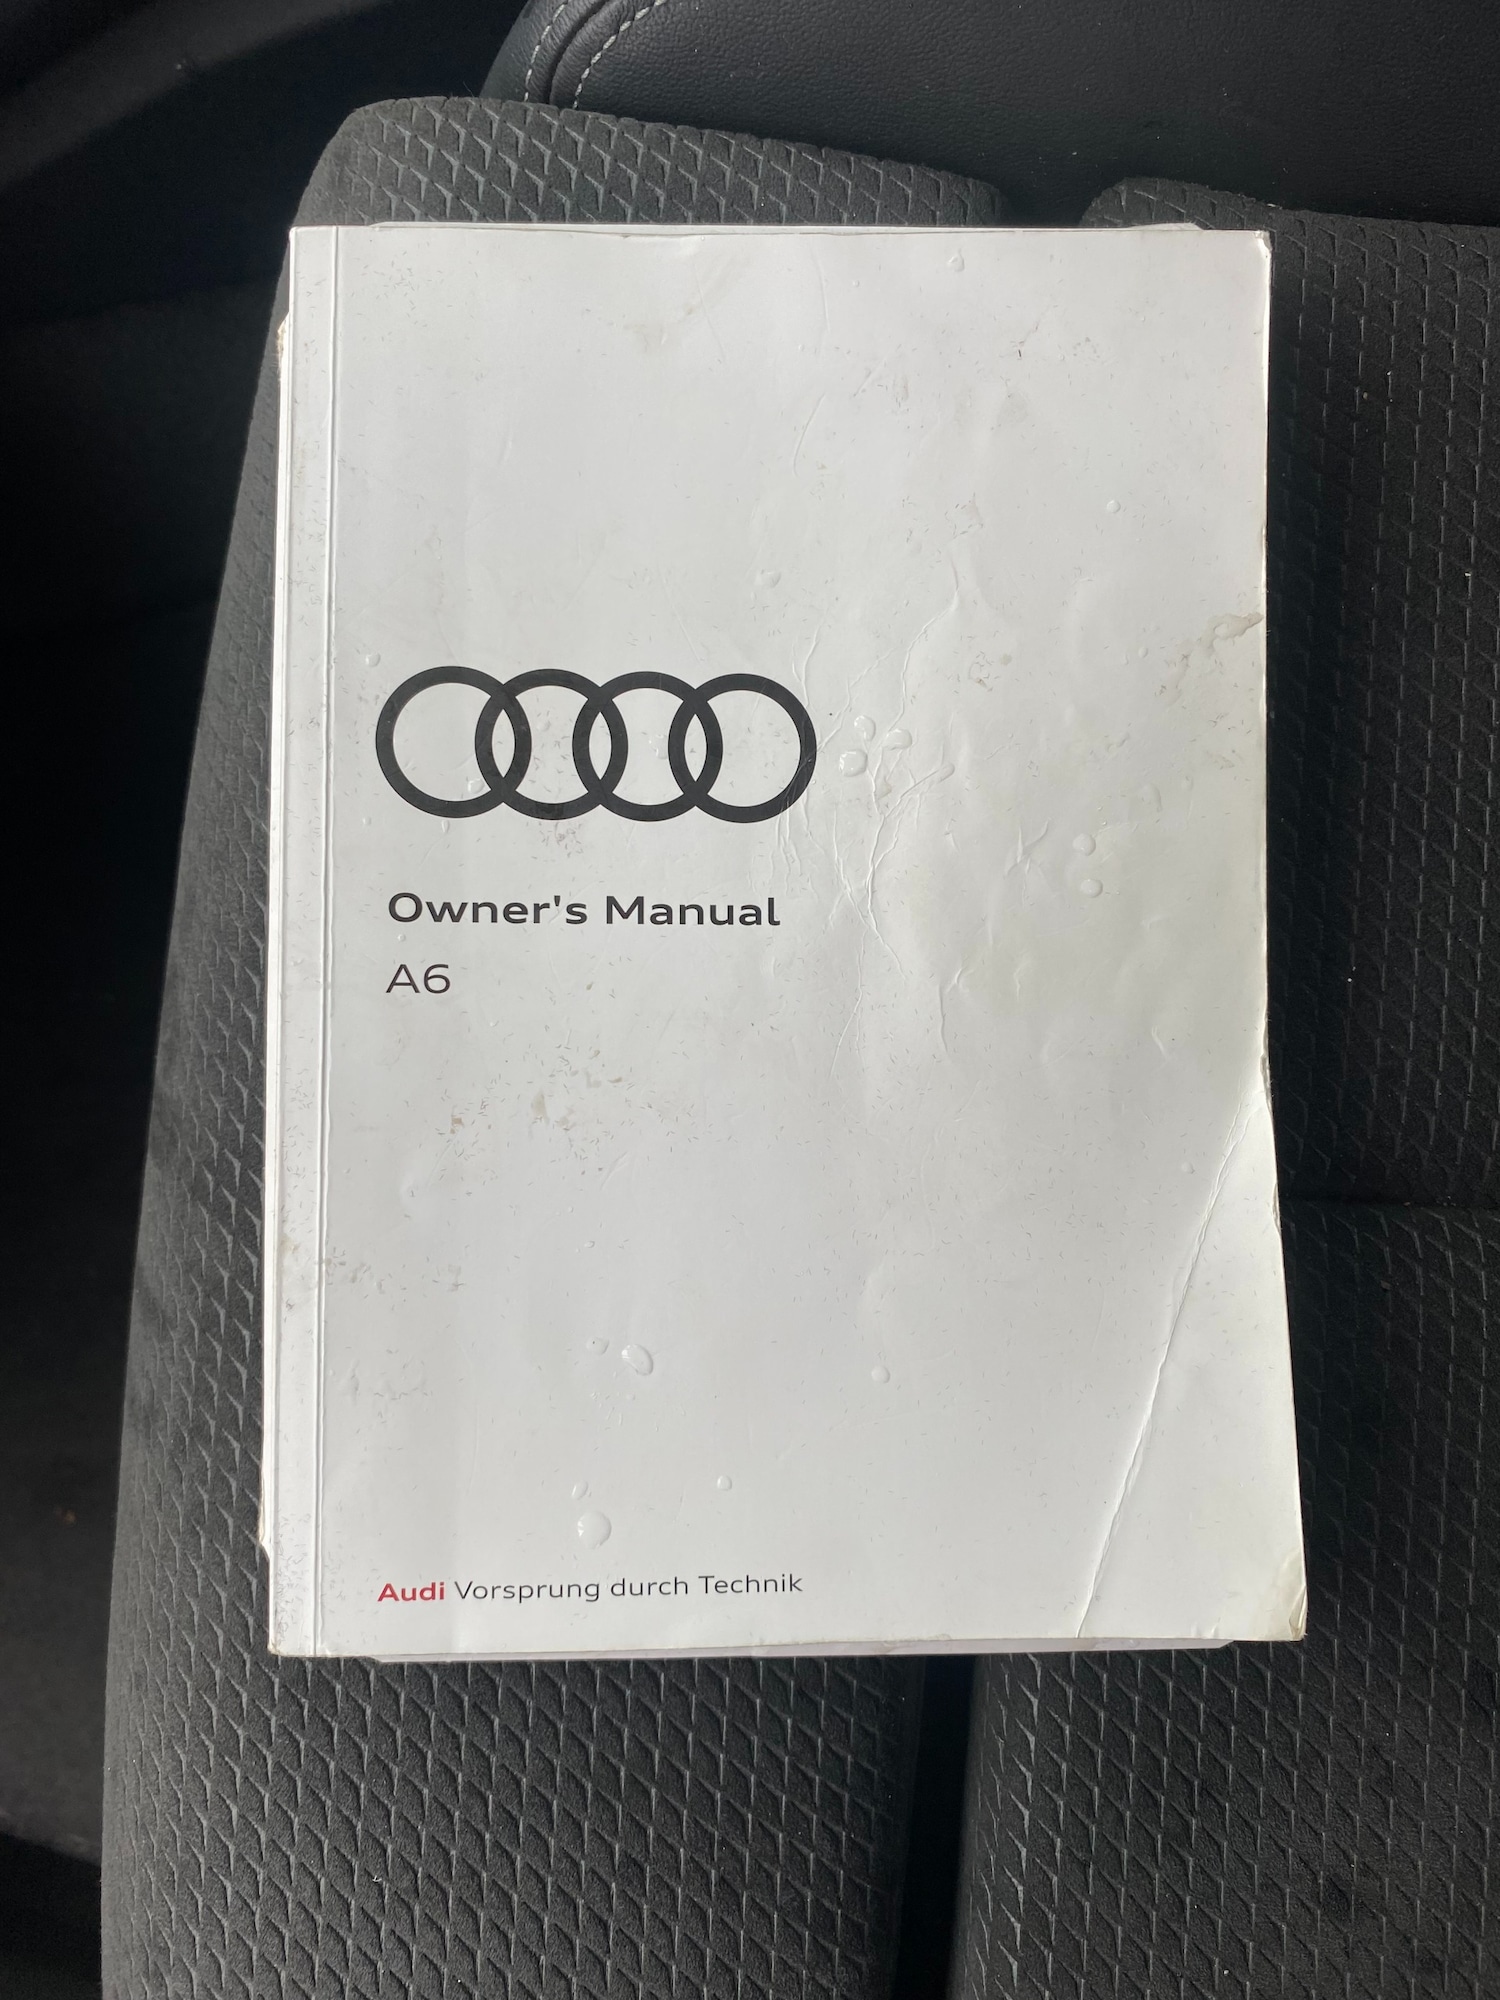 Owner's Manual
A6
Audi Vorsprung durch Technik